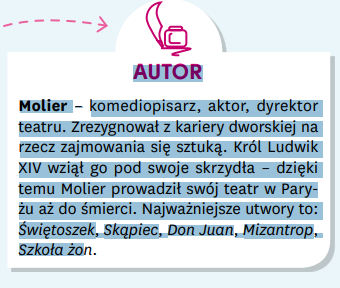 AUTOR
Molier – komediopisarz, aktor, dyrektor
teatru. Zrezygnował z kariery dworskiej na
rzecz zajmowania się sztuką. Król Ludwik
XIV wziął go pod swoje skrzydła – dzięki
temu Molier prowadził swój teatr w Pary-
żu aż do śmierci. Najważniejsze utwory to:
Świętoszek, Skąpiec, Don Juan, Mizantrop,
Szkoła żon.